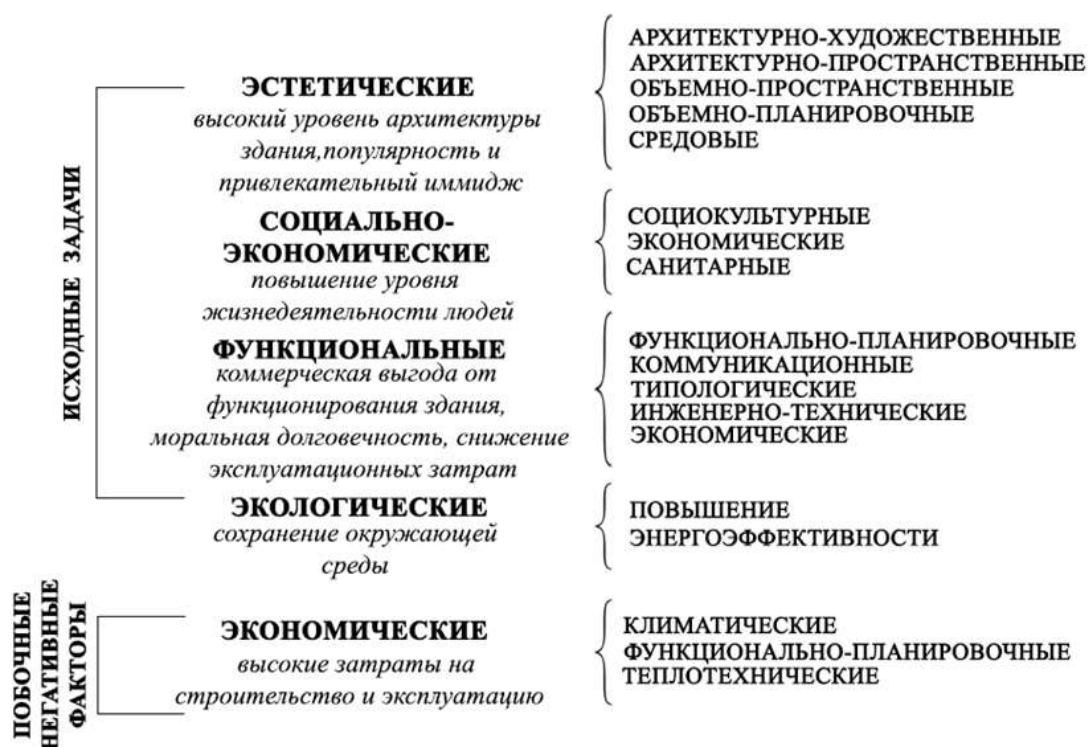 ИСХОДНЫЕ ЗАДАЧИ
ЭСТЕТИЧЕСКИЕ
высокий уровень архитектуры
здания,популярность и
привлекательный иммидж
АРХИТЕКТУРНО-ХУДОЖЕСТВЕННЫЕ
АРХИТЕКТУРНО-ПРОСТРАНСТВЕННЫЕ
ОБЪЕМНО-ПРОСТРАНСТВЕННЫЕ
ОБЪЕМНО-ПЛАНИРОВОЧНЫЕ
СРЕДОВЫЕ
СОЦИАЛЬНО-
ЭКОНОМИЧЕСКИЕ
повышение уровня
жизнедеятельности людей
СОЦИОКУЛЬТУРНЫЕ
ЭКОНОМИЧЕСКИЕ
САНИТАРНЫЕ
ФУНКЦИОНАЛЬНЫЕ
коммерческая выгода от
функционирования здания,
моральная долговечность, снижение
эксплуатационных затрат
ФУНКЦИОНАЛЬНО-ПЛАНИРОВОЧНЫЕ
КОММУНИКАЦИОННЫЕ
ТИПОЛОГИЧЕСКИЕ
ИНЖЕНЕРНО-ТЕХНИЧЕСКИЕ
ЭКОНОМИЧЕСКИЕ
ЭКОЛОГИЧЕСКИЕ
сохранение окружающей
среды
ПОВЫШЕНИЕ
ЭНЕРГОЭФФЕКТИВНОСТИ
ПОБОЧНЫЕ
НЕГАТИВНЫЕ
ФАКТОРЫ
ЭКОНОМИЧЕСКИЕ
высокие затраты на
строительство и эксплуатацию
КЛИМАТИЧЕСКИЕ
ФУНКЦИОНАЛЬНО-ПЛАНИРОВОЧНЫЕ
ТЕПЛОТЕХНИЧЕСКИЕ